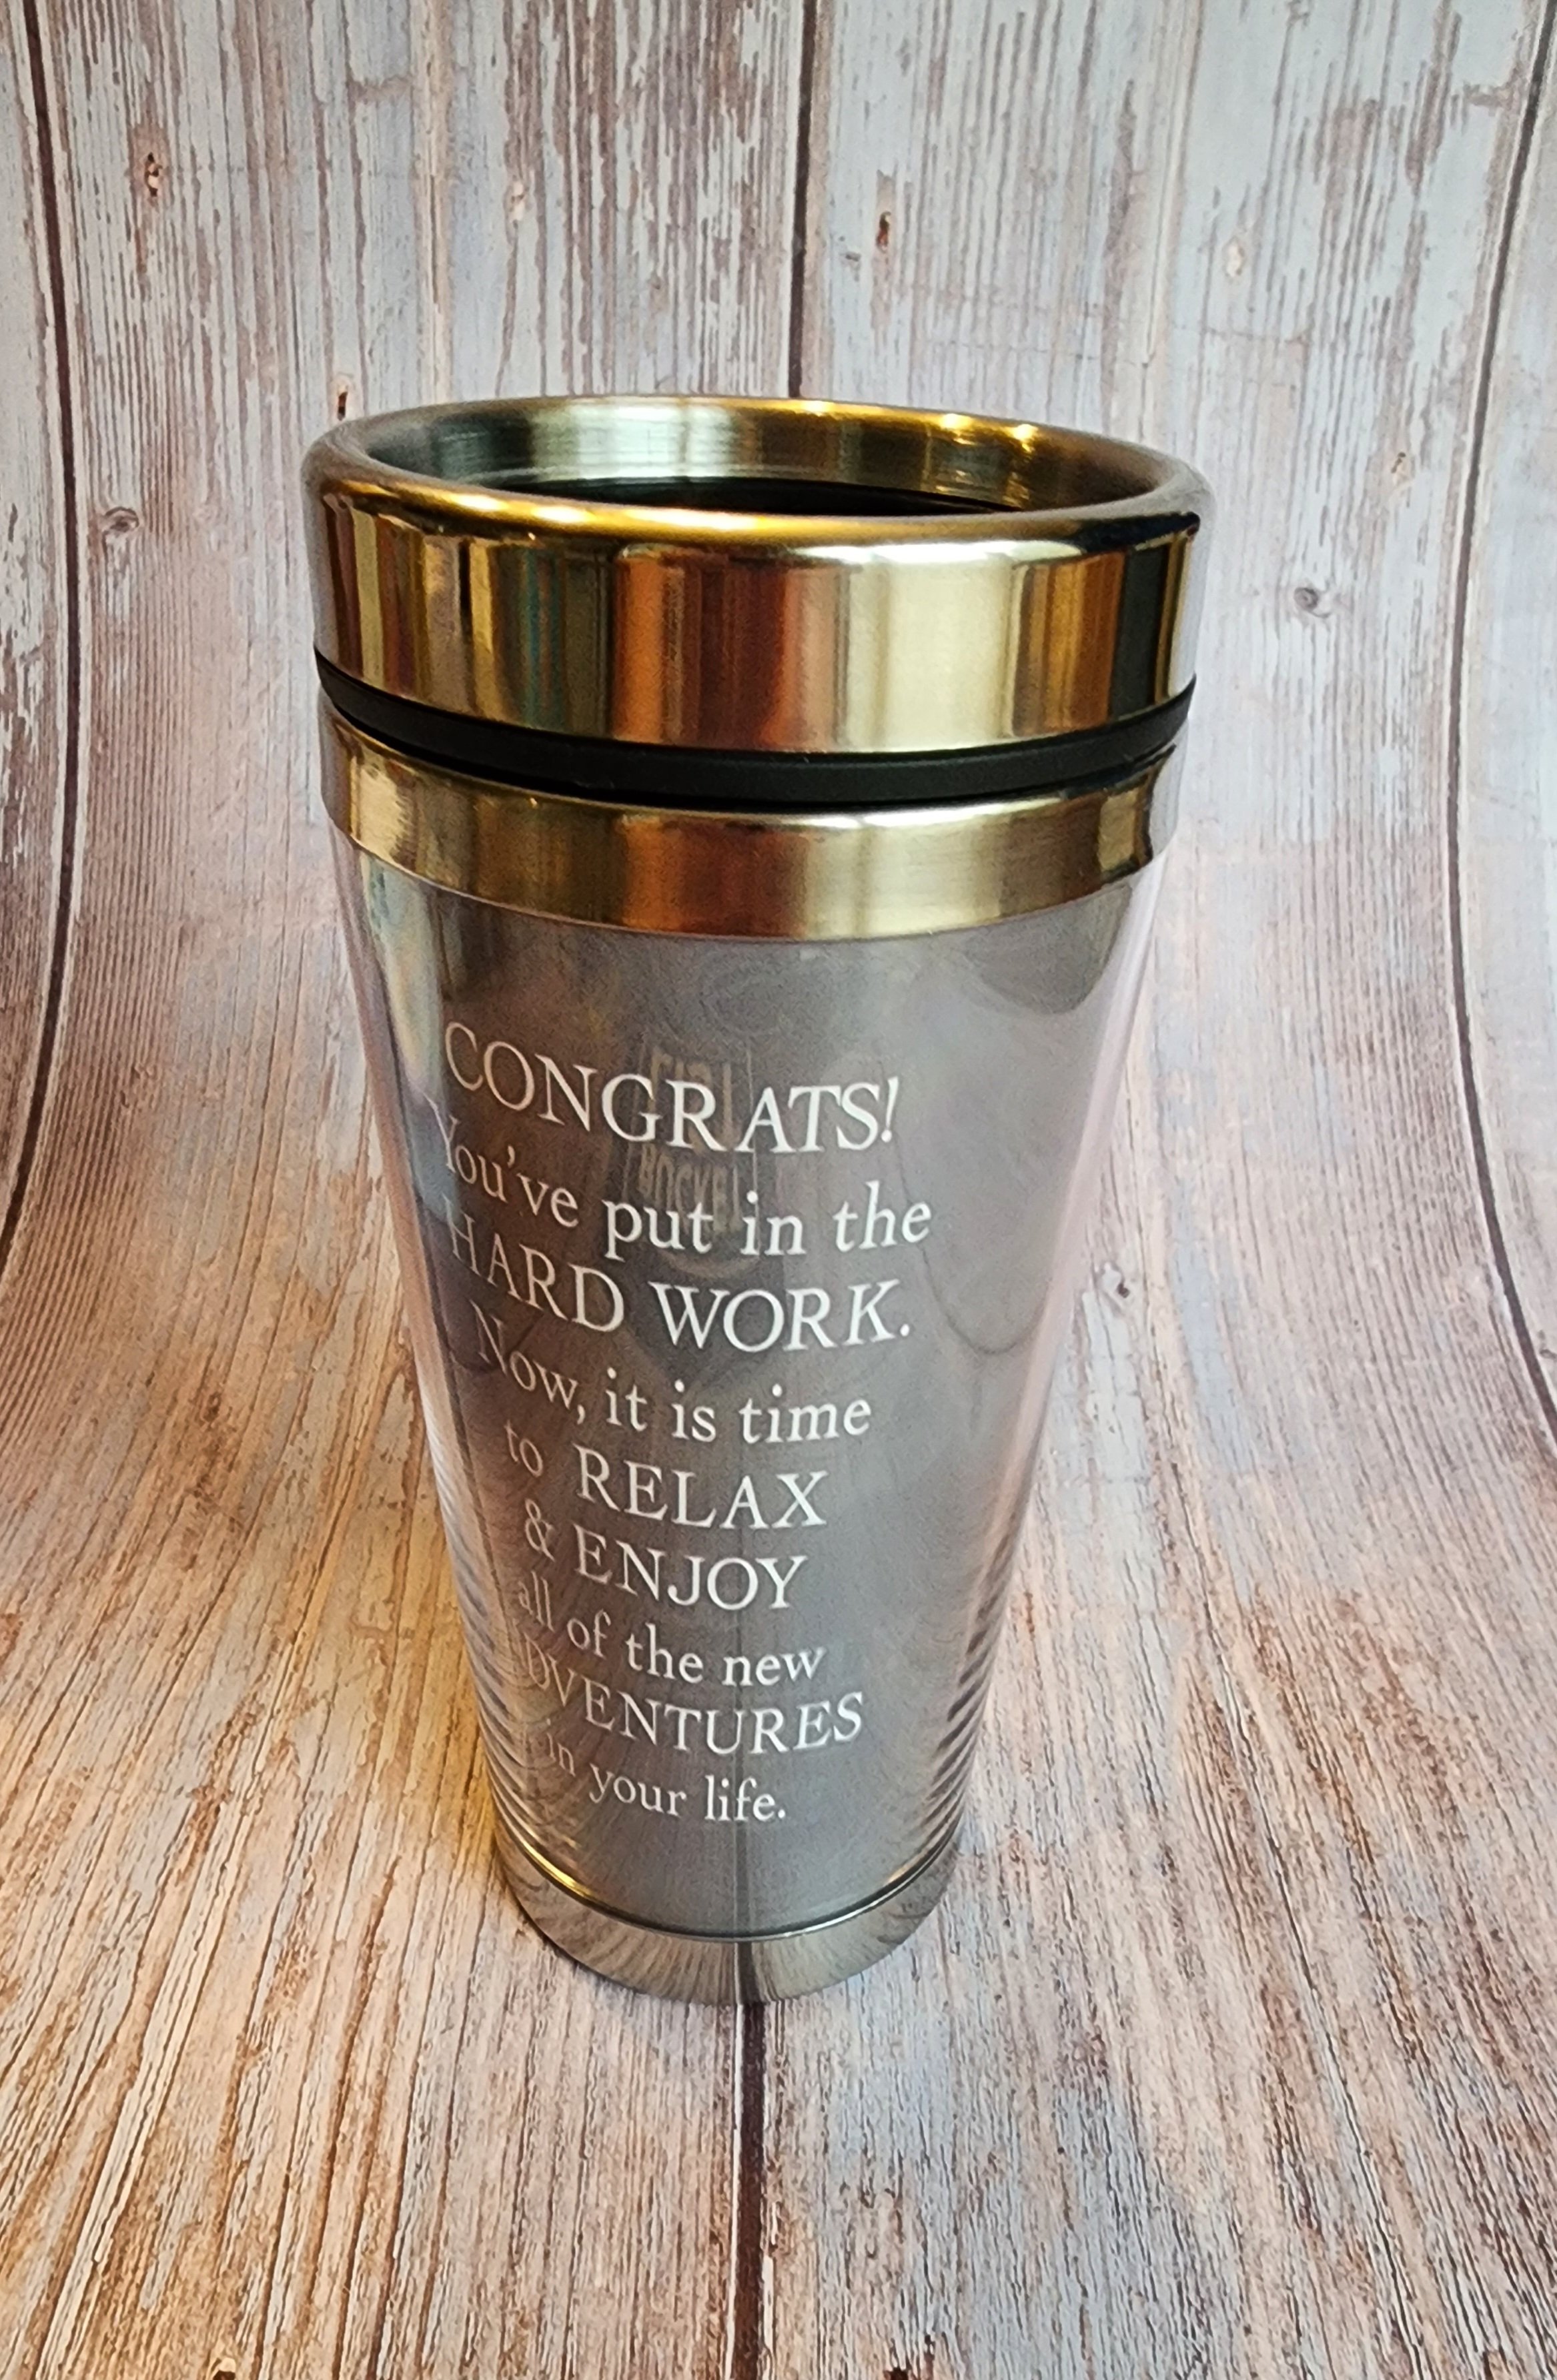 CONGRATS!
You've put in the
HARD WORK.
Now, it is time
to RELAX
& ENJOY
all of the new
ADVENTURES
in your life.